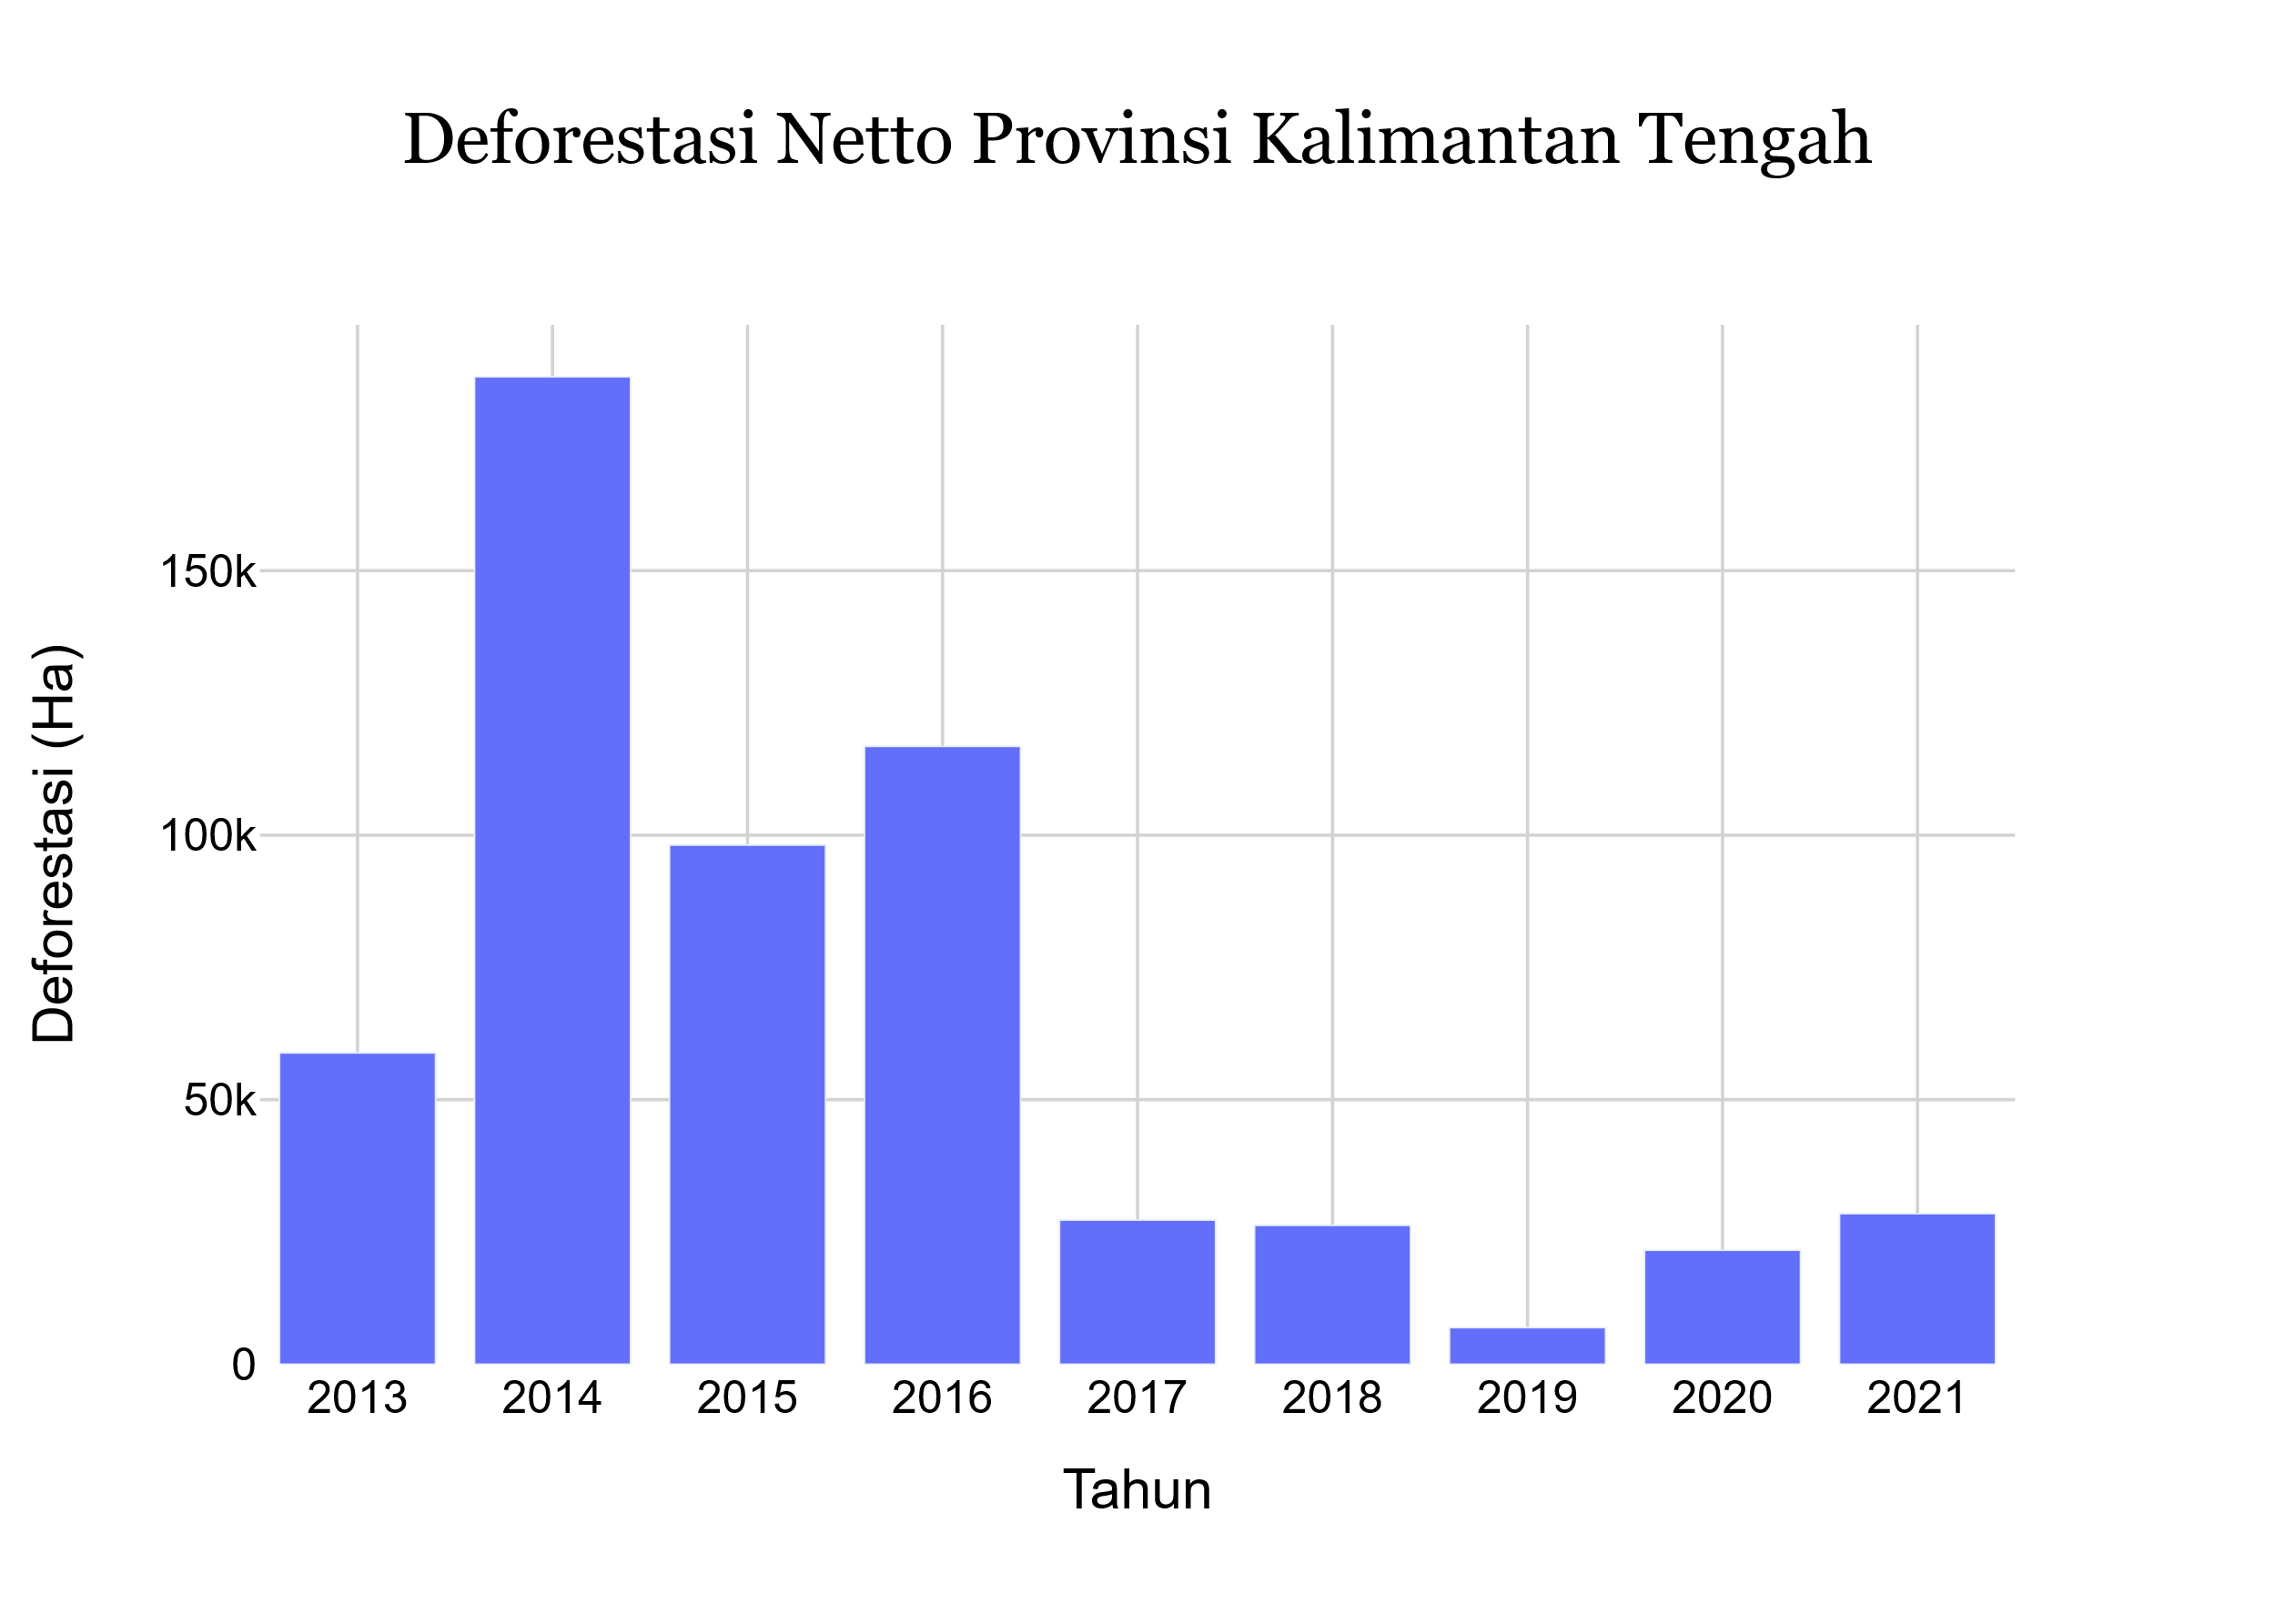 Deforestasi Netto Provinsi Kalimantan Tengah
150k
100k
50k
0
Deforestasi (Ha)
2013 2014 2015 2016 2017 2018 2019 2020 2021
Tahun